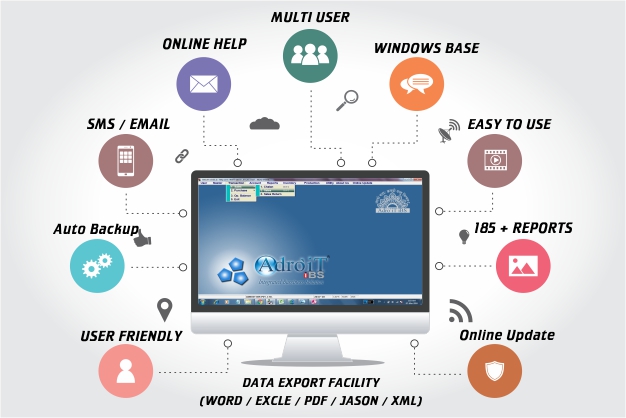 MULTI USER
ONLINE HELP
WINDOWS BASE
SMS / EMAIL
EASY TO USE
Auto Backup
185 + REPORTS
USER FRIENDLY
Online Update
AdroiT
IBS
DATA EXPORT FACILITY
(WORD / EXCLE / PDF / JASON / XML)